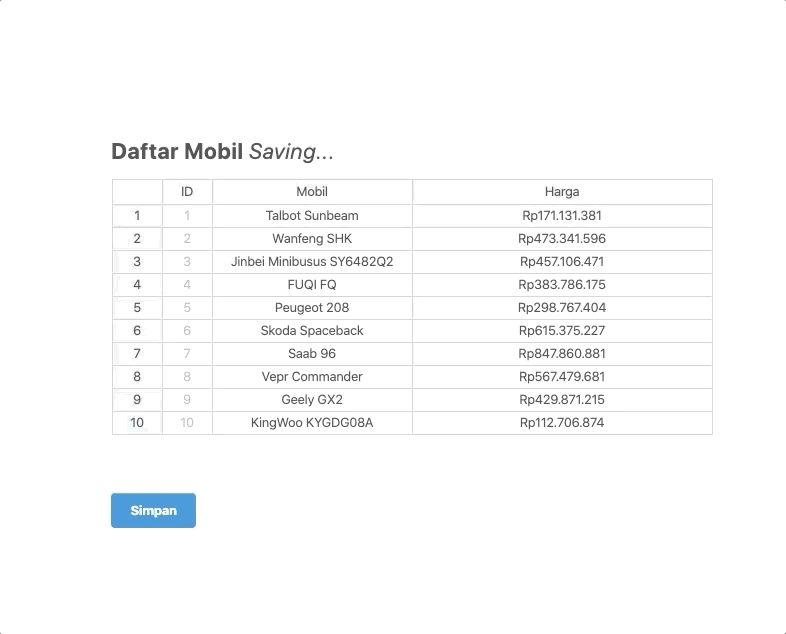 Daftar Mobil Saving...
ID Mobil Harga
1 1 Talbot Sunbeam Rp171.131.381
2 2 Wanfeng SHK Rp473.341.596
3 3 Jinbei Minibusus SY6482Q2 Rp457.106.471
4 4 FUQI FQ Rp383.786.175
5 5 Peugeot 208 Rp298.767.404
6 6 Skoda Spaceback Rp615.375.227
7 7 Saab 96 Rp847.860.881
8 8 Vepr Commander Rp567.479.681
9 9 Geely GX2 Rp429.871.215
10 10 KingWoo KYGDG08A Rp112.706.874
Simpan